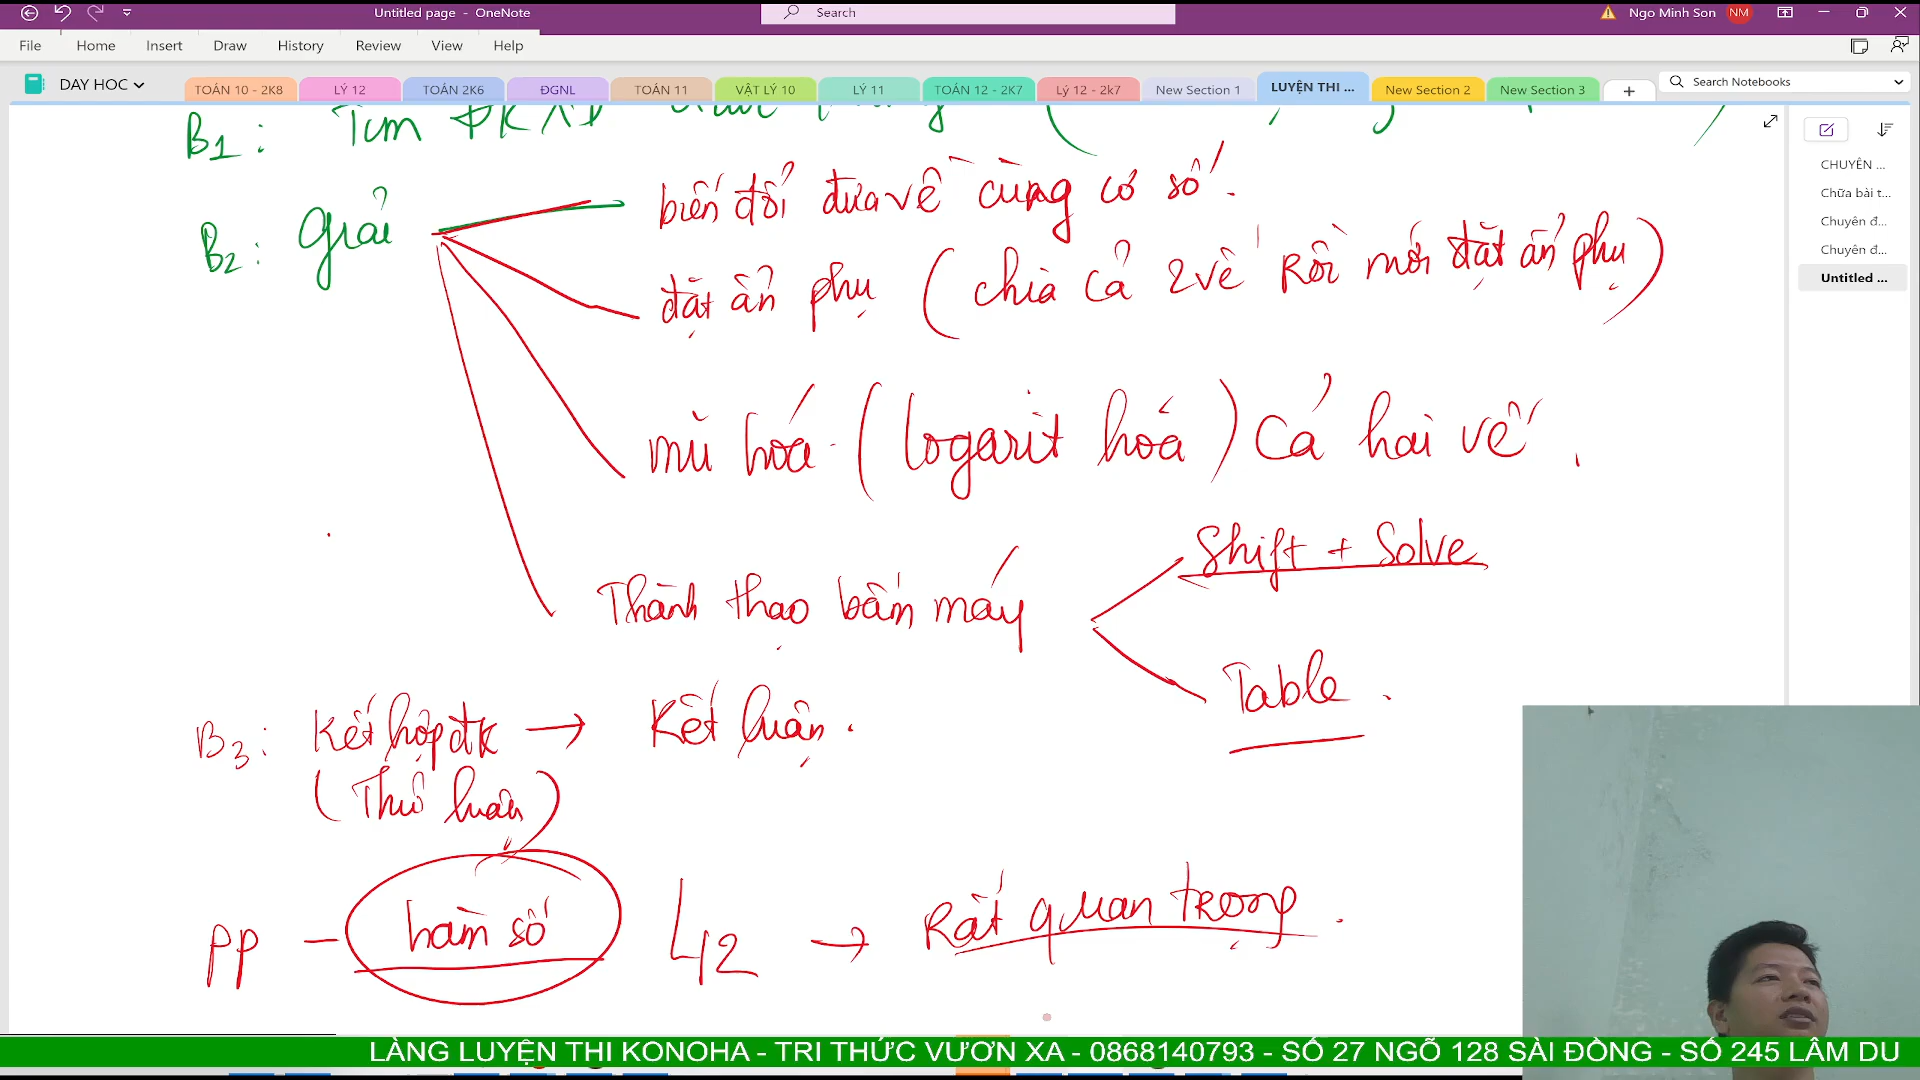 Untitled page - OneNote
Search
Ngo Minh Son
NM
File Home Insert Draw History Review View Help
DAY HOC
TOÁN 10 - 2K8
LÝ 12
TOÁN 2K6
ĐGNL
TOÁN 11
VẬT LÝ 10
LÝ 11
TOÁN 12 - 2K7
Lý 12 - 2k7
New Section 1
LUYỆN THI ...
New Section 2
New Section 3
+
Search Notebooks
CHUYÊN ...
Chữa bài t...
Chuyên đ...
Chuyên đ...
Untitled ...
B1: Tìm ĐKXĐ
B2: Giải
biến đổi đưa về cùng cơ số.
đặt ẩn phụ (chia cả 2 vế rồi mới đặt ẩn phụ)
mũ hóa (logarit hóa) cả hai vế.
Thành thạo bấm máy
Shift + Solve
Table.
B3: Kết hợp đk → Kết luận.
(Thử luôn)
PP - hàm số L12 → Rất quan trọng.
LÀNG LUYỆN THI KONOHA - TRI THỨC VƯƠN XA - 0868140793 - SỐ 27 NGÕ 128 SÀI ĐỒNG - SỐ 245 LÂM DU